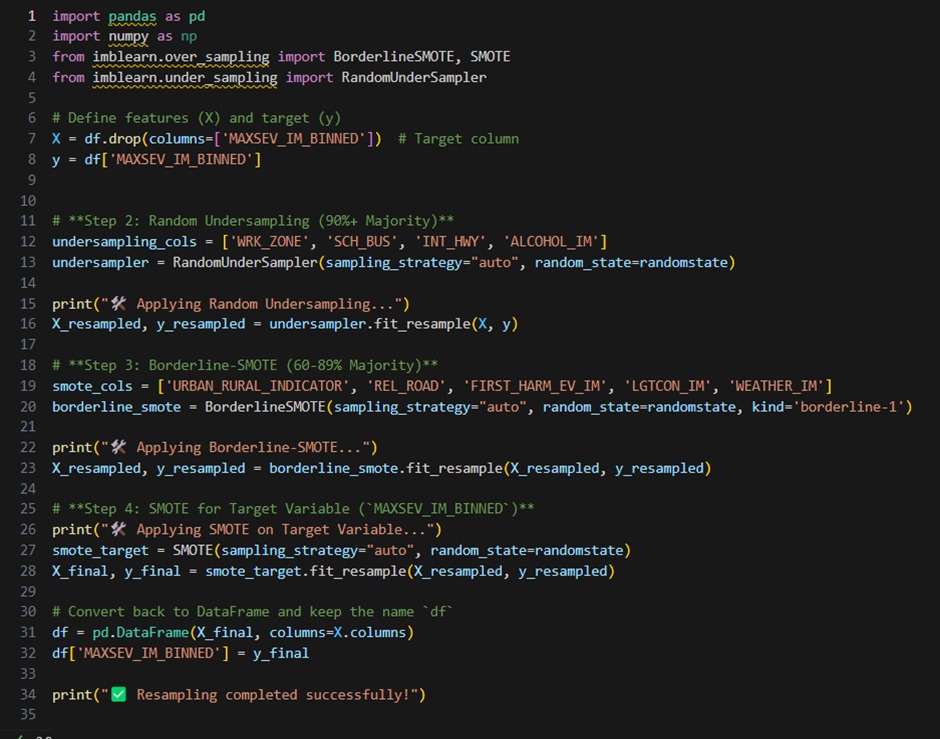 1 import pandas as pd
2 import numpy as np
3 from imblearn.over_sampling import BorderlineSMOTE, SMOTE
4 from imblearn.under_sampling import RandomUnderSampler
5
6 # Define features (X) and target (y)
7 X = df.drop(columns=['MAXSEV_IM_BINNED'])  # Target column
8 y = df['MAXSEV_IM_BINNED']
9
10
11 # **Step 2: Random Undersampling (90%+ Majority)**
12 undersampling_cols = ['WRK_ZONE', 'SCH_BUS', 'INT_HWY', 'ALCOHOL_IM']
13 undersampler = RandomUnderSampler(sampling_strategy="auto", random_state=randomstate)
14
15 print("🛠 Applying Random Undersampling...")
16 X_resampled, y_resampled = undersampler.fit_resample(X, y)
17
18 # **Step 3: Borderline-SMOTE (60-89% Majority)**
19 smote_cols = ['URBAN_RURAL_INDICATOR', 'REL_ROAD', 'FIRST_HARM_EV_IM', 'LGTCON_IM', 'WEATHER_IM']
20 borderline_smote = BorderlineSMOTE(sampling_strategy="auto", random_state=randomstate, kind='borderline-1')
21
22 print("🛠 Applying Borderline-SMOTE...")
23 X_resampled, y_resampled = borderline_smote.fit_resample(X_resampled, y_resampled)
24
25 # **Step 4: SMOTE for Target Variable (`MAXSEV_IM_BINNED`)**
26 print("🛠 Applying SMOTE on Target Variable...")
27 smote_target = SMOTE(sampling_strategy="auto", random_state=randomstate)
28 X_final, y_final = smote_target.fit_resample(X_resampled, y_resampled)
29
30 # Convert back to DataFrame and keep the name `df`
31 df = pd.DataFrame(X_final, columns=X.columns)
32 df['MAXSEV_IM_BINNED'] = y_final
33
34 print("✅ Resampling completed successfully!")
35